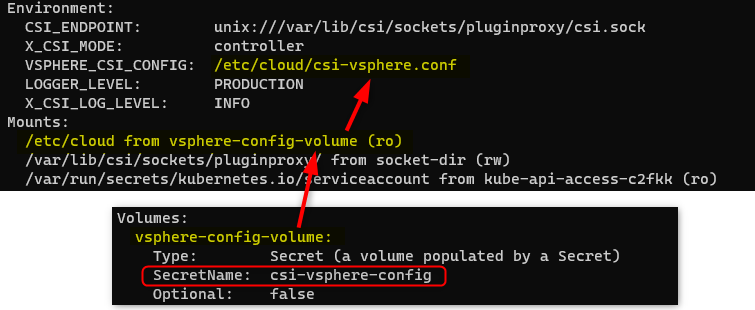 Environment:
CSI_ENDPOINT: unix:///var/lib/csi/sockets/pluginproxy/csi.sock
X_CSI_MODE: controller
VSPHERE_CSI_CONFIG: /etc/cloud/csi-vsphere.conf
LOGGER_LEVEL: PRODUCTION
X_CSI_LOG_LEVEL: INFO
Mounts:
/etc/cloud from vsphere-config-volume (ro)
/var/lib/csi/sockets/pluginproxy/ from socket-dir (rw)
/var/run/secrets/kubernetes.io/serviceaccount from kube-api-access-c2fkk (ro)
Volumes:
vsphere-config-volume:
Type: Secret (a volume populated by a Secret)
SecretName: csi-vsphere-config
Optional: false